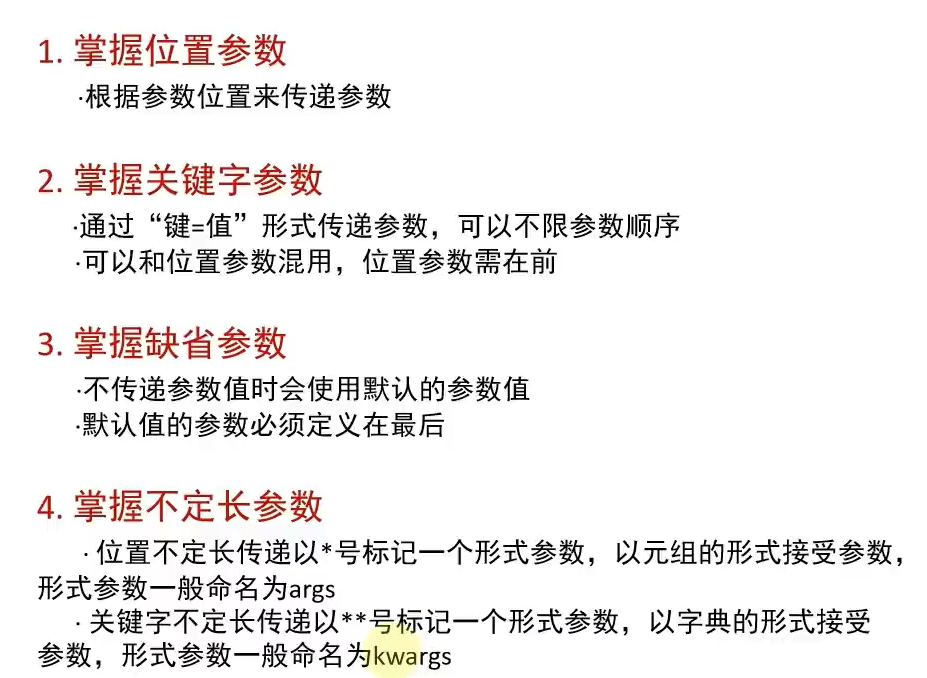 1. 掌握位置参数
·根据参数位置来传递参数
2. 掌握关键字参数
·通过“键=值”形式传递参数，可以不限参数顺序
·可以和位置参数混用，位置参数需在前
3. 掌握缺省参数
·不传递参数值时会使用默认的参数值
·默认值的参数必须定义在最后
4. 掌握不定长参数
· 位置不定长传递以*号标记一个形式参数，以元组的形式接受参数，
形式参数一般命名为args
· 关键字不定长传递以**号标记一个形式参数，以字典的形式接受
参数，形式参数一般命名为kwargs